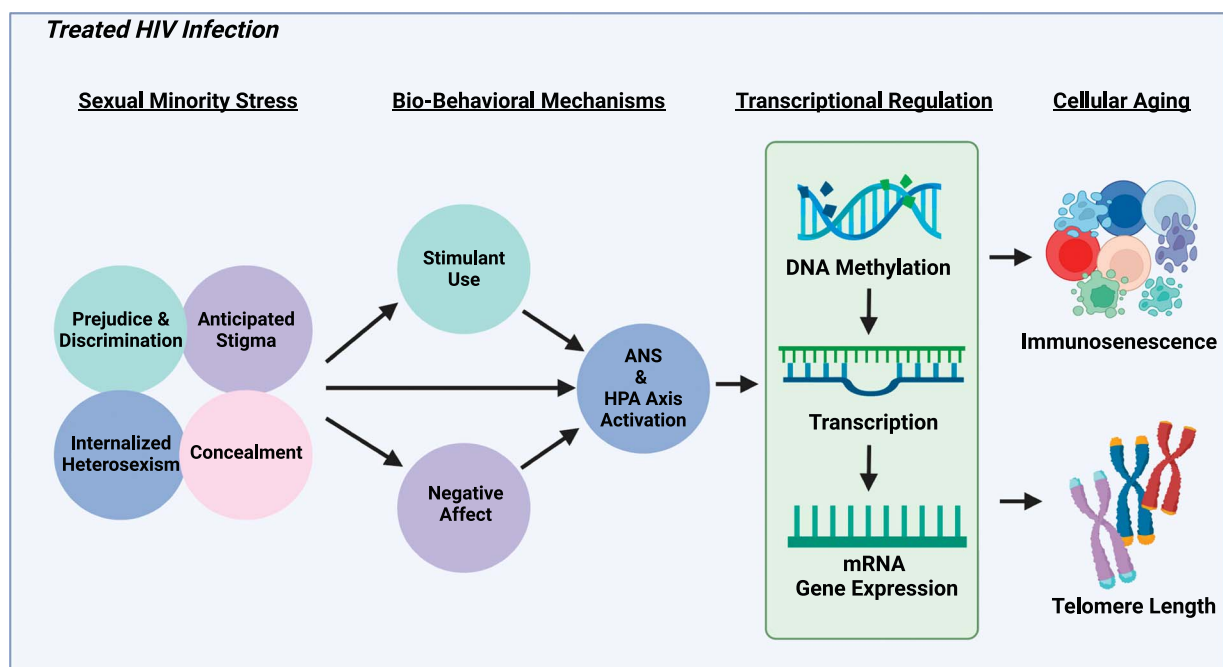 Treated HIV Infection
Sexual Minority Stress
Bio-Behavioral Mechanisms
Transcriptional Regulation
Cellular Aging
Prejudice &
Discrimination
Anticipated
Stigma
Internalized
Heterosexism
Concealment
Stimulant
Use
ANS
&
HPA Axis
Activation
Negative
Affect
DNA Methylation
Transcription
mRNA
Gene Expression
Immunosenescence
Telomere Length